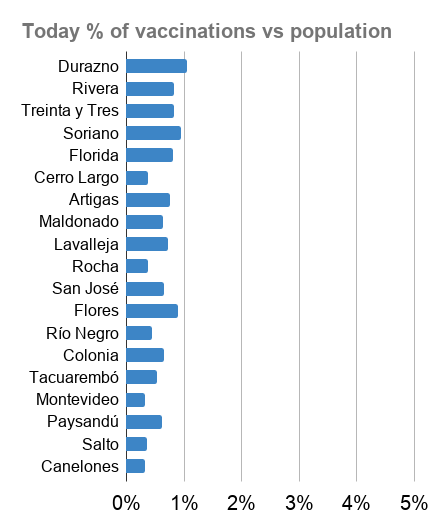 Today % of vaccinations vs population
Durazno
Rivera
Treinta y Tres
Soriano
Florida
Cerro Largo
Artigas
Maldonado
Lavalleja
Rocha
San José
Flores
Río Negro
Colonia
Tacuarembó
Montevideo
Paysandú
Salto
Canelones
0% 1% 2% 3% 4% 5%